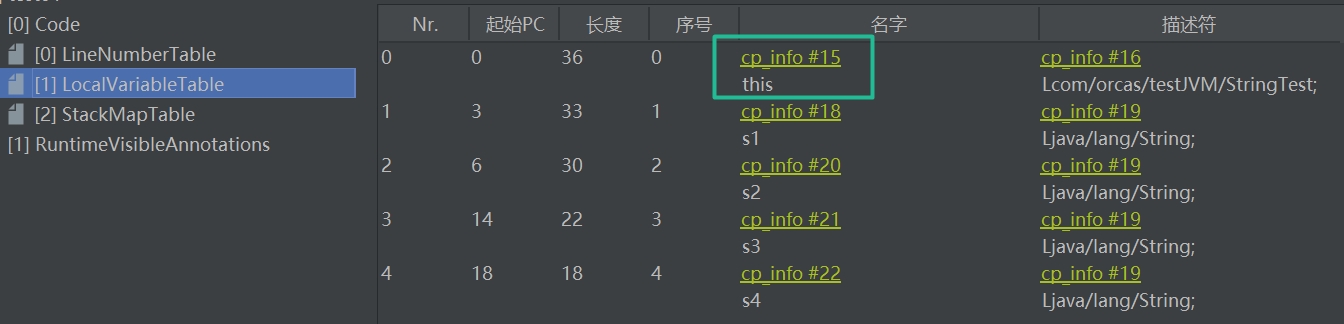 [0] Code
[0] LineNumberTable
[1] LocalVariableTable
[2] StackMapTable
[1] RuntimeVisibleAnnotations
Nr. 起始PC 长度 序号 名字 描述符
0 0 36 0 cp_info #15 cp_info #16
this Lcom/orcas/testJVM/StringTest;
1 3 33 1 cp_info #18 cp_info #19
s1 Ljava/lang/String;
2 6 30 2 cp_info #20 cp_info #19
s2 Ljava/lang/String;
3 14 22 3 cp_info #21 cp_info #19
s3 Ljava/lang/String;
4 18 18 4 cp_info #22 cp_info #19
s4 Ljava/lang/String;